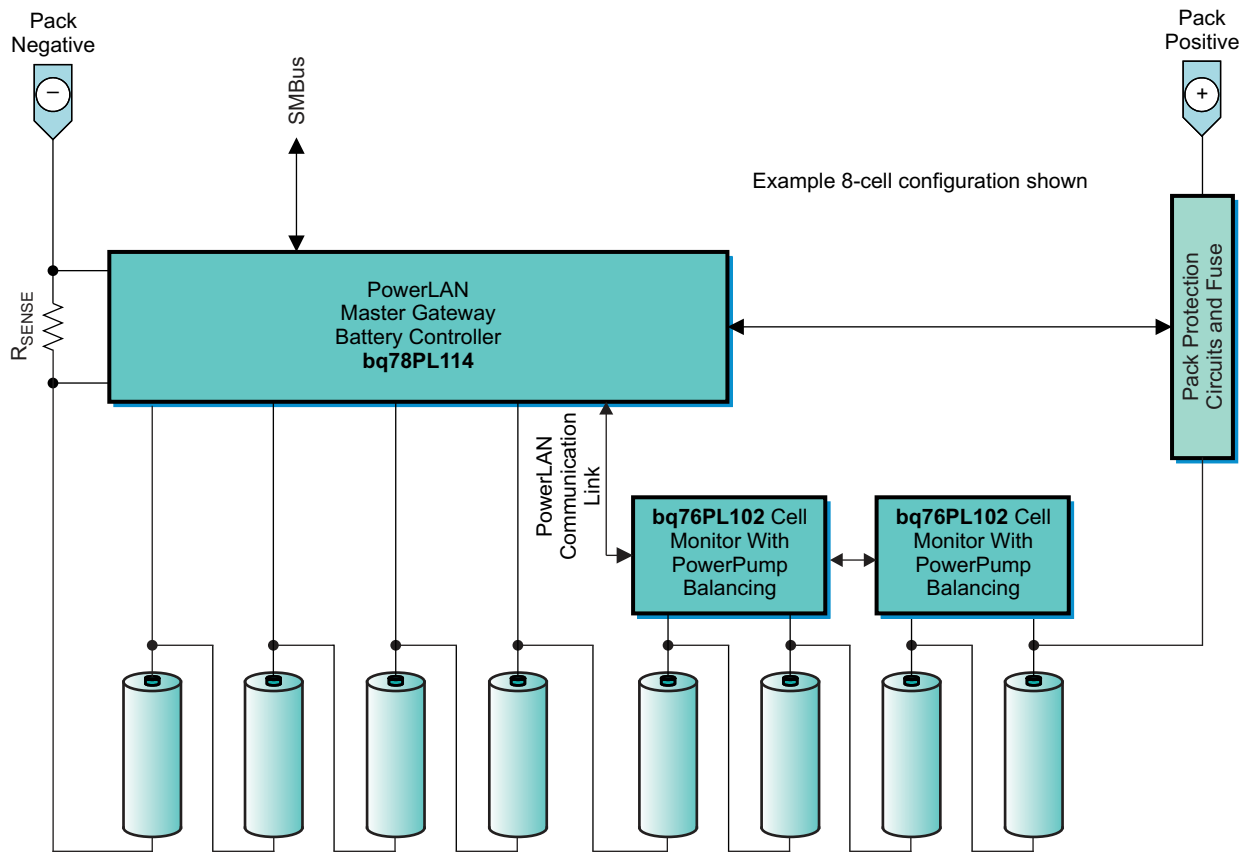 Pack
Negative
−
SMBus
Pack
Positive
+
Example 8-cell configuration shown
RSENSE
PowerLAN
Master Gateway
Battery Controller
bq78PL114
Pack Protection
Circuits and Fuse
PowerLAN
Communication
Link
bq76PL102 Cell
Monitor With
PowerPump
Balancing
bq76PL102 Cell
Monitor With
PowerPump
Balancing